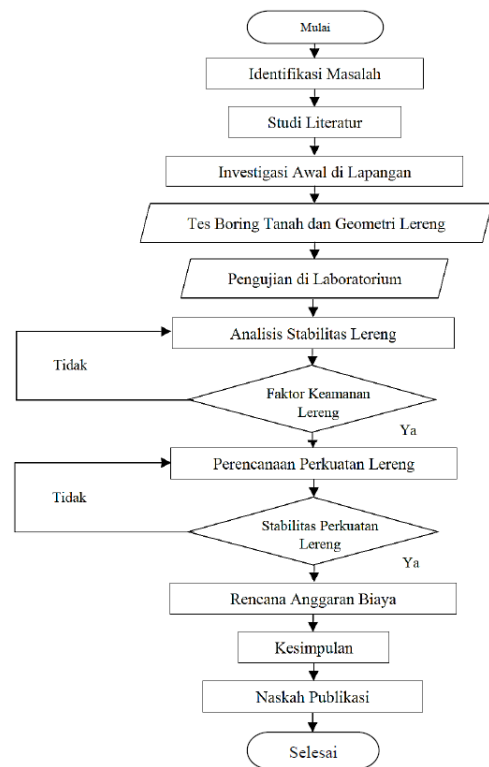 Mulai
Identifikasi Masalah
Studi Literatur
Investigasi Awal di Lapangan
Tes Boring Tanah dan Geometri Lereng
Pengujian di Laboratorium
Analisis Stabilitas Lereng
Tidak
Faktor Keamanan
Lereng
Ya
Perencanaan Perkuatan Lereng
Tidak
Stabilitas Perkuatan
Lereng
Ya
Rencana Anggaran Biaya
Kesimpulan
Naskah Publikasi
Selesai